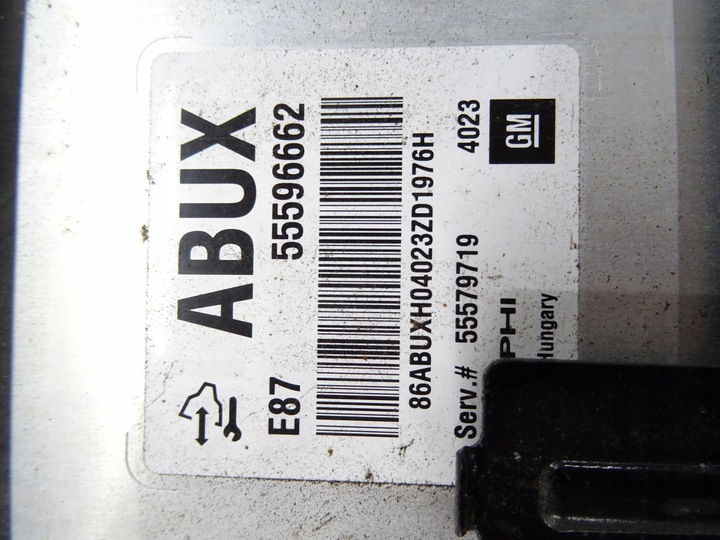 ABUX
E87 55596662
86ABUXH04023ZD1976H
Serv.# 55579719 4023
GM
PHI
Hungary